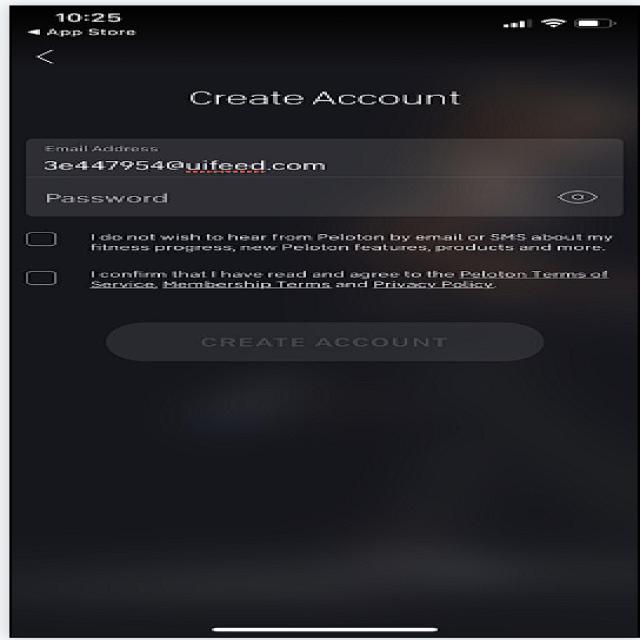 10:25
App Store
Create Account
Email Address
3e447954@uifeed.com
Password
I do not wish to hear from Peloton by email or SMS about my
fitness progress, new Peloton features, products and more.
I confirm that I have read and agree to the Peloton Terms of
Service, Membership Terms and Privacy Policy.
CREATE ACCOUNT